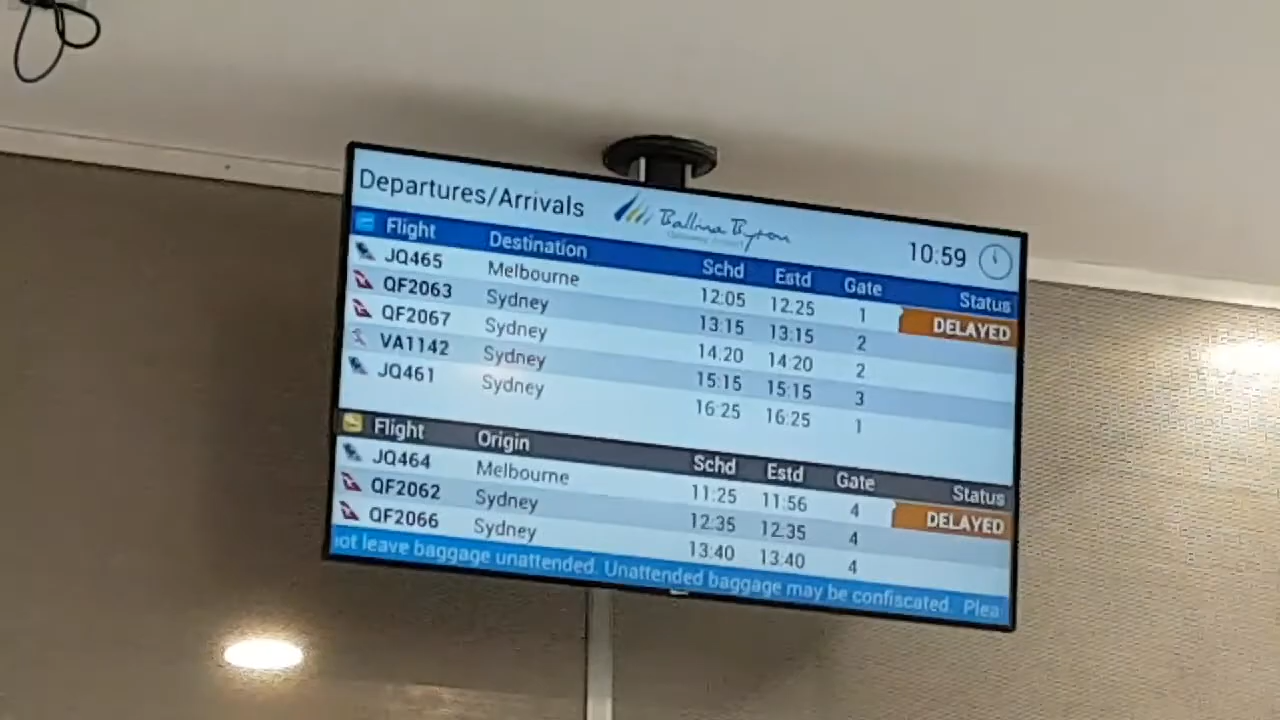 Departures/Arrivals Ballina Byron 10:59
Flight Destination Schd Estd Gate Status
JQ465 Melbourne 12:05 12:25 1 DELAYED
QF2063 Sydney 13:15 13:15 2
QF2067 Sydney 14:20 14:20 2
VA1142 Sydney 15:15 15:15 3
JQ461 Sydney 16:25 16:25 1
Flight Origin Schd Estd Gate Status
JQ464 Melbourne 11:25 11:56 4 DELAYED
QF2062 Sydney 12:35 12:35 4
QF2066 Sydney 13:40 13:40 4
not leave baggage unattended. Unattended baggage may be confiscated. Plea